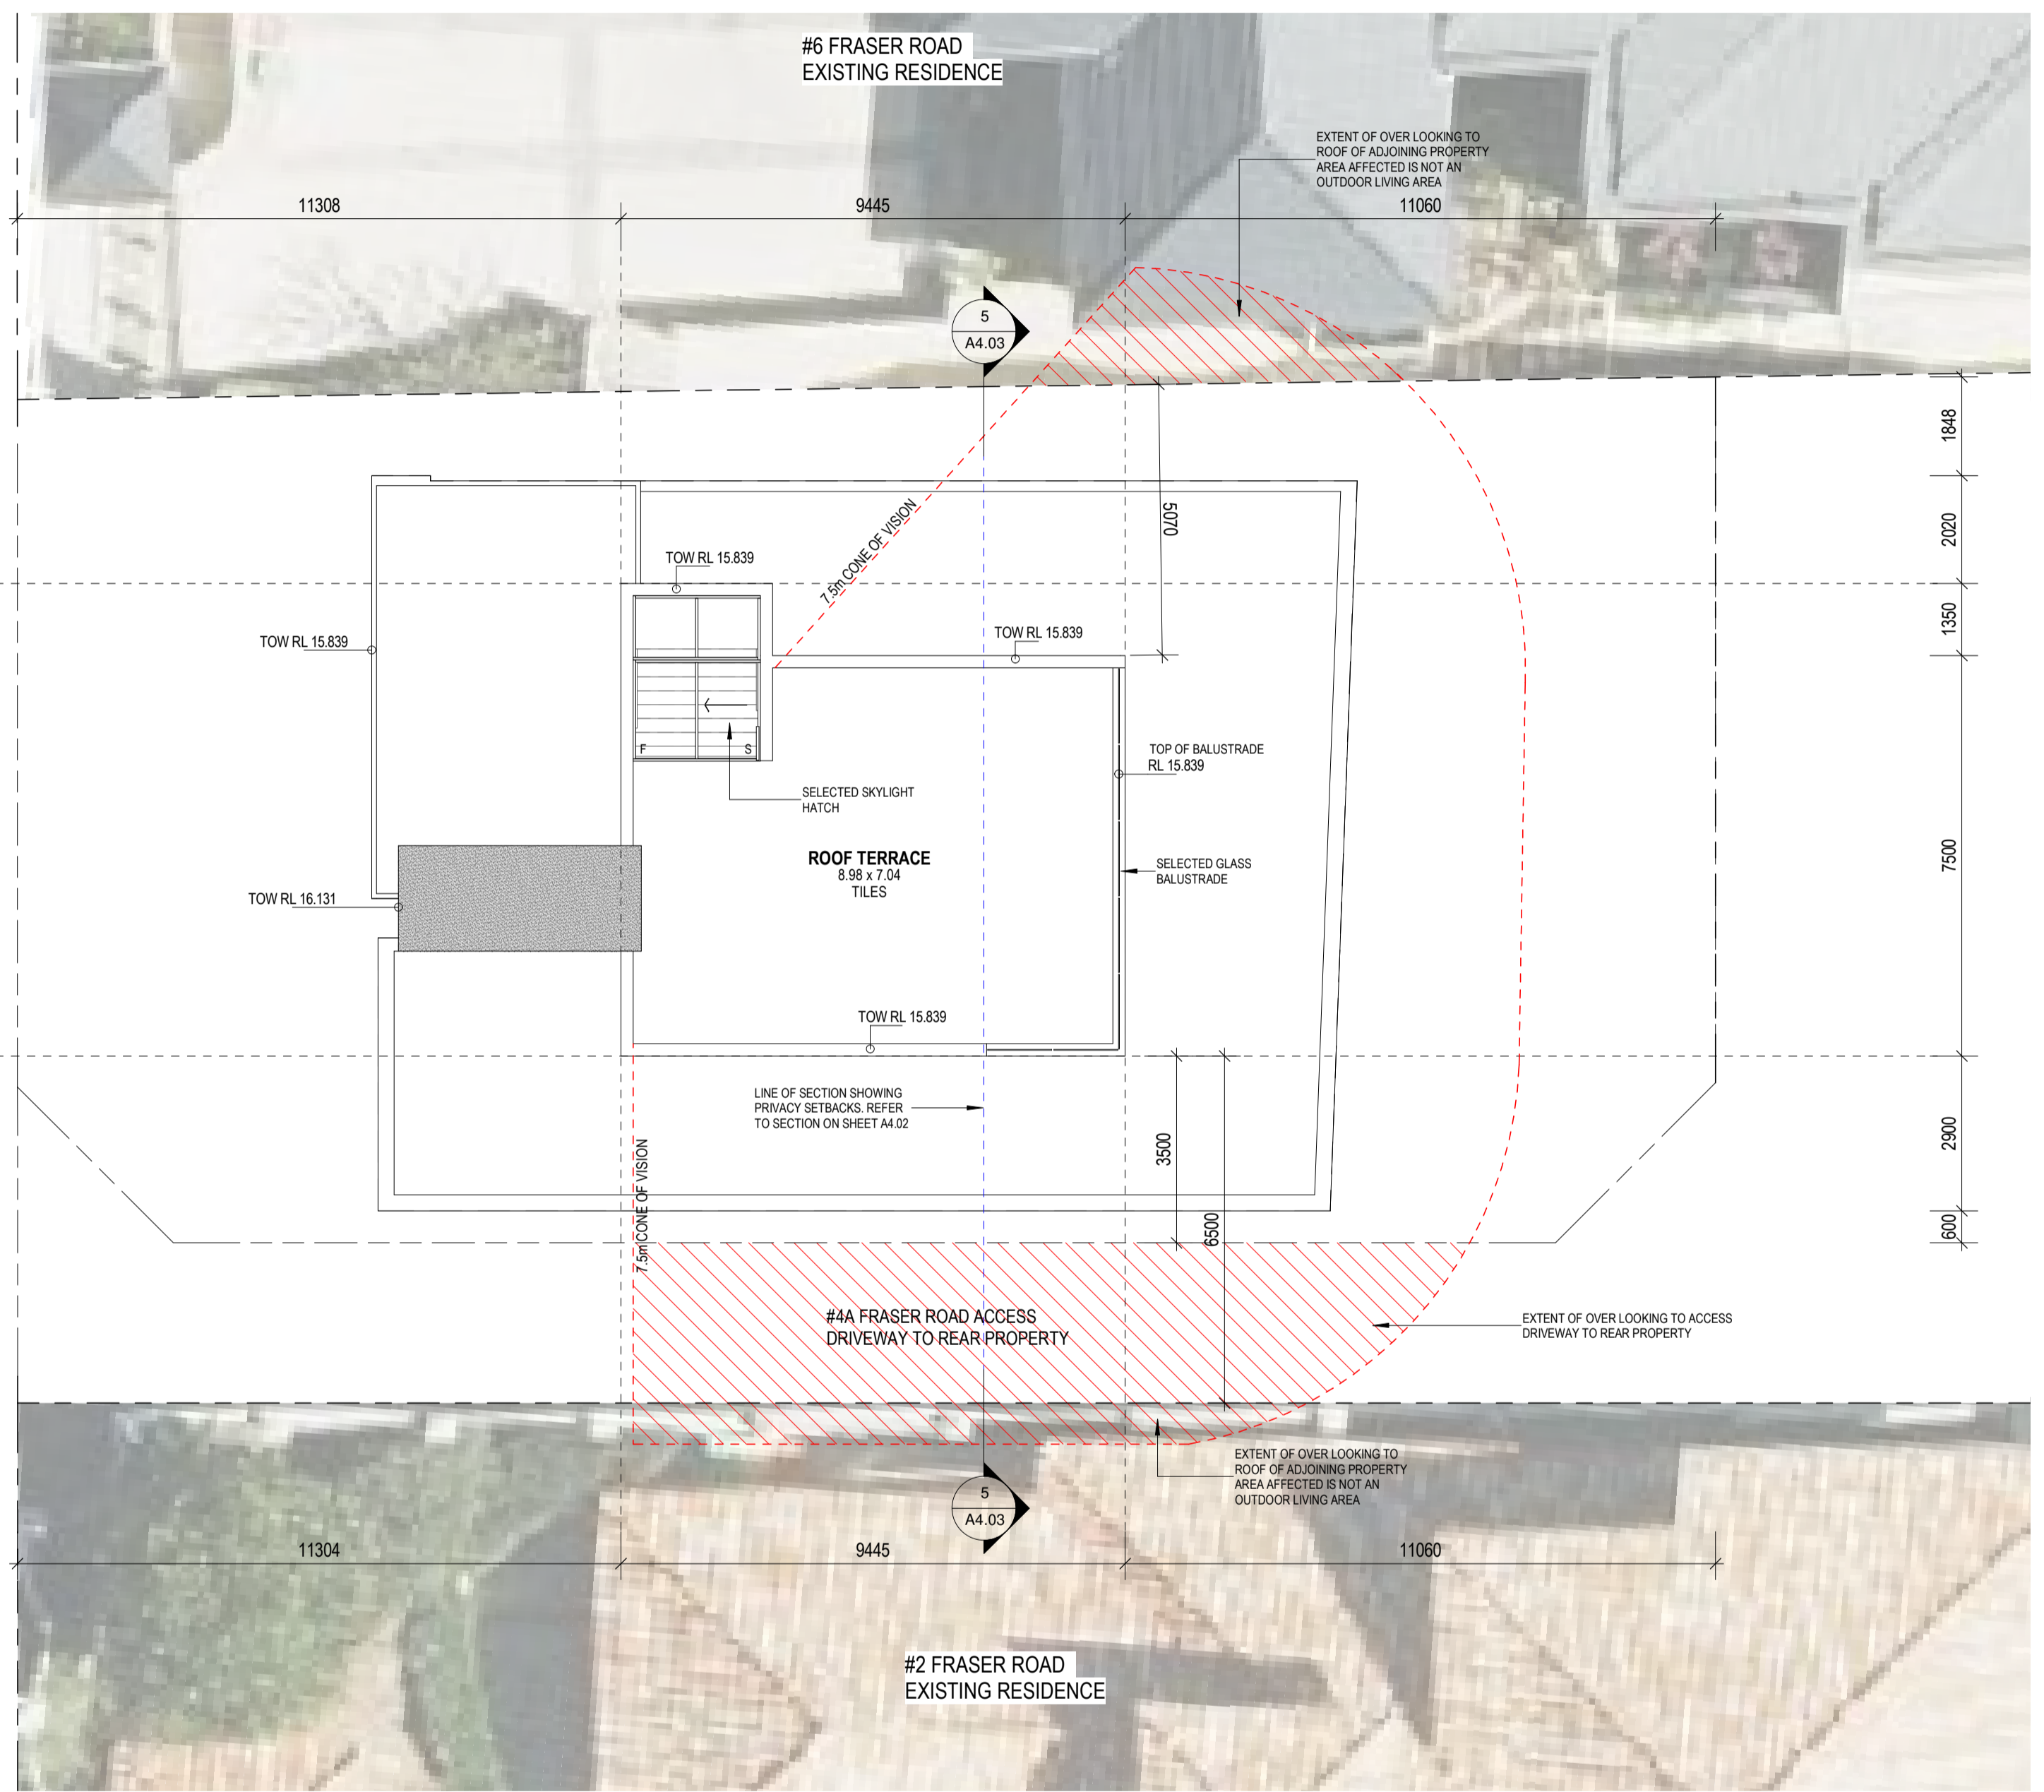 #6 FRASER ROAD
EXISTING RESIDENCE
EXTENT OF OVER LOOKING TO
ROOF OF ADJOINING PROPERTY
AREA AFFECTED IS NOT AN
OUTDOOR LIVING AREA
11308
9445
11060
5
A4.03
1848
5070
2020
7.5m CONE OF VISION
TOW RL 15.839
TOW RL 15.839
TOW RL 15.839
1350
F
S
TOP OF BALUSTRADE
RL 15.839
SELECTED SKYLIGHT
HATCH
ROOF TERRACE
8.98 x 7.04
TILES
SELECTED GLASS
BALUSTRADE
7500
TOW RL 16.131
TOW RL 15.839
LINE OF SECTION SHOWING
PRIVACY SETBACKS. REFER
TO SECTION ON SHEET A4.02
7.5m CONE OF VISION
3500
6500
2900
600
#4A FRASER ROAD ACCESS
DRIVEWAY TO REAR PROPERTY
EXTENT OF OVER LOOKING TO ACCESS
DRIVEWAY TO REAR PROPERTY
EXTENT OF OVER LOOKING TO
ROOF OF ADJOINING PROPERTY
AREA AFFECTED IS NOT AN
OUTDOOR LIVING AREA
5
A4.03
11304
9445
11060
#2 FRASER ROAD
EXISTING RESIDENCE